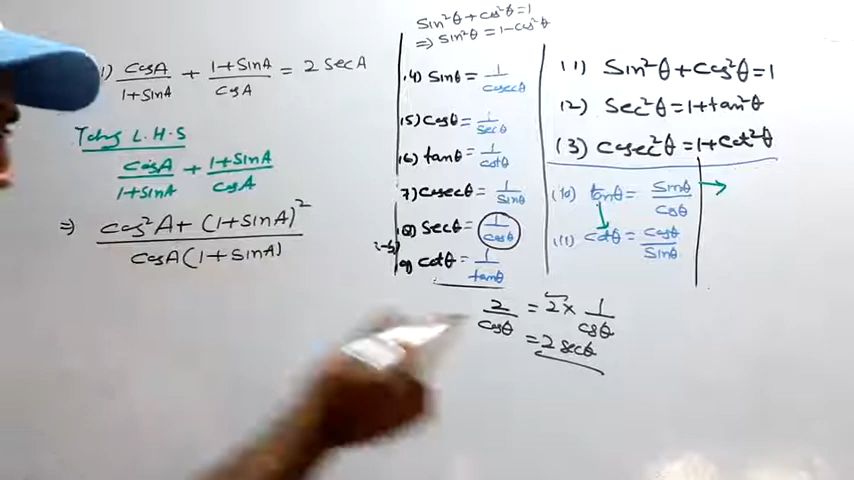 Sin²θ + Cos²θ = 1
⇒ Sin²θ = 1 - Cos²θ
1) CosA/(1+SinA) + (1+SinA)/CosA = 2 SecA
Taking L.H.S
CosA/(1+SinA) + (1+SinA)/CosA
⇒ (Cos²A + (1+SinA)²)/(CosA(1+SinA))
(4) Sinθ = 1/Cosecθ
(5) Cosθ = 1/Secθ
(6) tanθ = 1/Cotθ
7) Cosecθ = 1/Sinθ
(8) Secθ = 1/Cosθ
9) Cotθ = 1/tanθ
(1) Sin²θ + Cos²θ = 1
(2) Sec²θ = 1 + tan²θ
(3) Cosec²θ = 1 + Cot²θ
(10) tanθ = Sinθ/Cosθ
(11) Cotθ = Cosθ/Sinθ
2/Cosθ = 2 × 1/Cosθ
= 2 Secθ